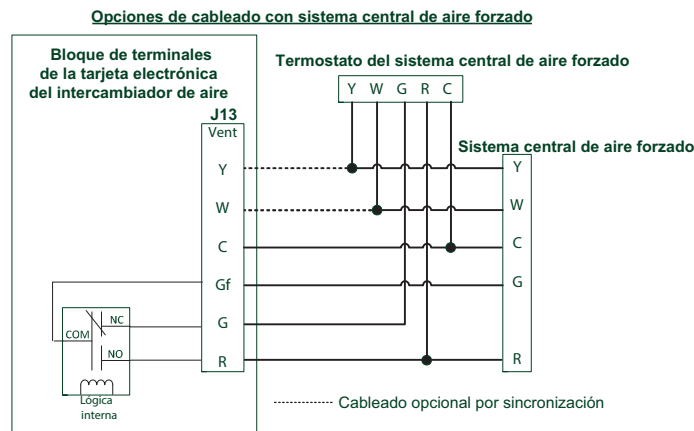 Opciones de cableado con sistema central de aire forzado
Bloque de terminales
de la tarjeta electrónica
del intercambiador de aire
Termostato del sistema central de aire forzado
Y W G R C
J13
Vent
Sistema central de aire forzado
Y
Y
W
W
C
C
Gf
G
G
R
R
COM
NC
NO
Lógica
interna
Cableado opcional por sincronización